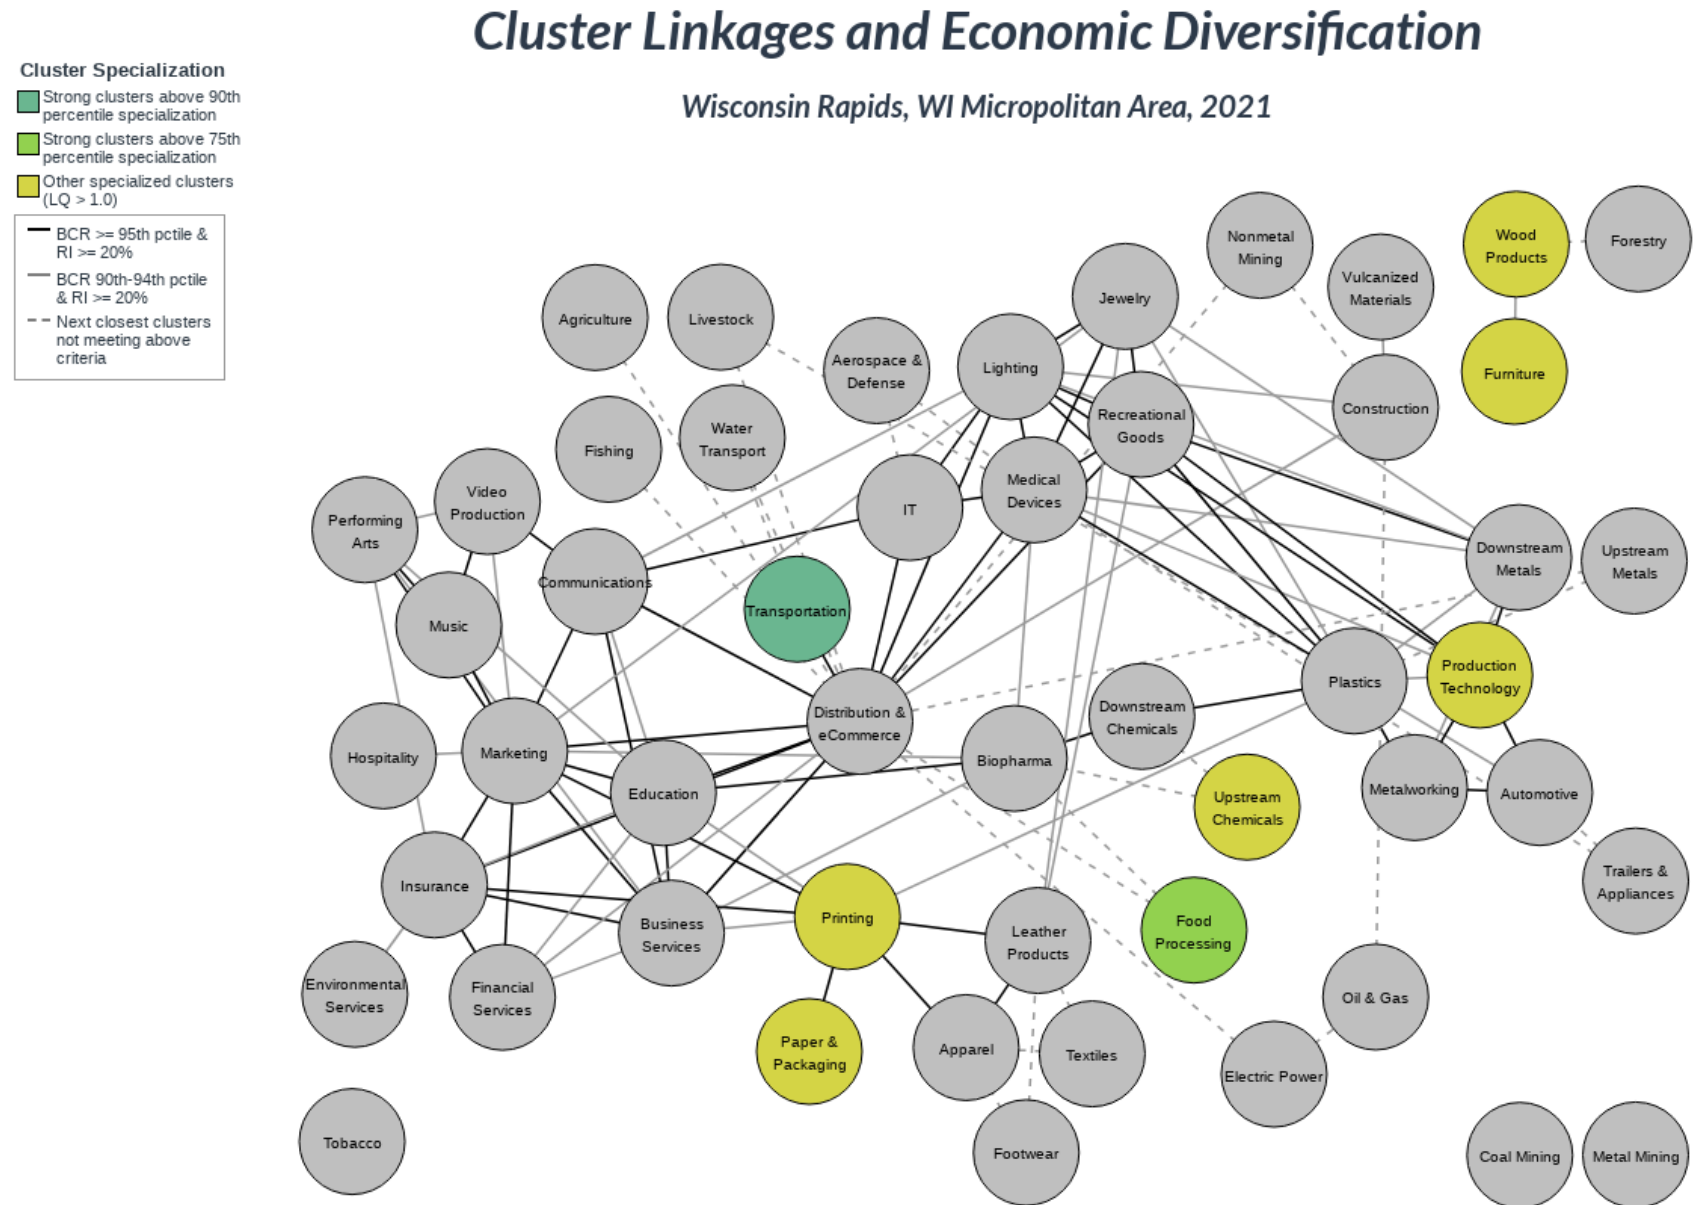 Cluster Linkages and Economic Diversification
Wisconsin Rapids, WI Micropolitan Area, 2021
Cluster Specialization
Strong clusters above 90th
percentile specialization
Strong clusters above 75th
percentile specialization
Other specialized clusters
(LQ > 1.0)
BCR >= 95th pctile &
RI >= 20%
BCR 90th-94th pctile
& RI >= 20%
Next closest clusters
not meeting above
criteria
Nonmetal
Mining
Wood
Products
Forestry
Vulcanized
Materials
Jewelry
Agriculture
Livestock
Aerospace &
Defense
Lighting
Furniture
Construction
Recreational
Goods
Fishing
Water
Transport
Video
Production
Performing
Arts
IT
Medical
Devices
Downstream
Metals
Upstream
Metals
Communications
Transportation
Music
Plastics
Production
Technology
Distribution &
eCommerce
Downstream
Chemicals
Hospitality
Marketing
Biopharma
Education
Upstream
Chemicals
Metalworking
Automotive
Trailers &
Appliances
Insurance
Printing
Business
Services
Leather
Products
Food
Processing
Environmental
Services
Financial
Services
Oil & Gas
Paper &
Packaging
Apparel
Textiles
Electric Power
Tobacco
Footwear
Coal Mining
Metal Mining